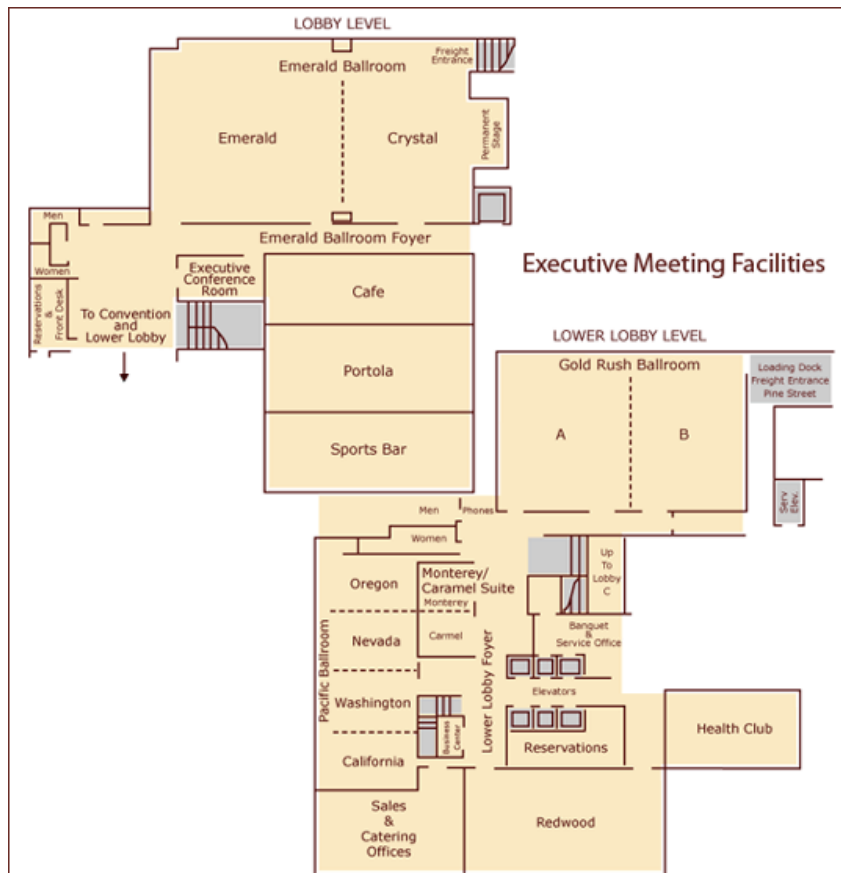 LOBBY LEVEL
Emerald Ballroom
Freight
Entrance
Emerald
Crystal
Permanent
Stage
Men
Women
Emerald Ballroom Foyer
Executive
Conference
Room
Cafe
Executive Meeting Facilities
Reservations
&
Front Desk
To Convention
and
Lower Lobby
Portola
Sports Bar
LOWER LOBBY LEVEL
Gold Rush Ballroom
Loading Dock
Freight Entrance
Pine Street
A
B
Serv
Elev.
Men
Phones
Women
Up
To
Lobby
C
Oregon
Monterey/
Caramel Suite
Monterey
Carmel
Nevada
Banquet
&
Service Office
Pacific Ballroom
Lower Lobby Foyer
Elevators
Washington
Business
Center
California
Reservations
Health Club
Sales
&
Catering
Offices
Redwood